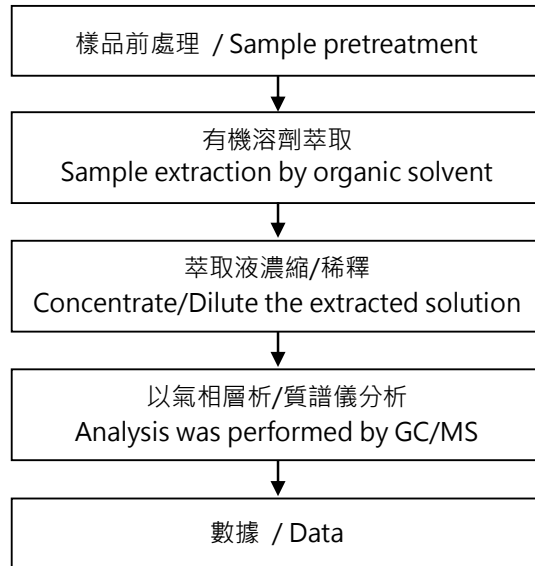 樣品前處理 / Sample pretreatment
有機溶劑萃取
Sample extraction by organic solvent
萃取液濃縮/稀釋
Concentrate/Dilute the extracted solution
以氣相層析/質譜儀分析
Analysis was performed by GC/MS
數據 / Data